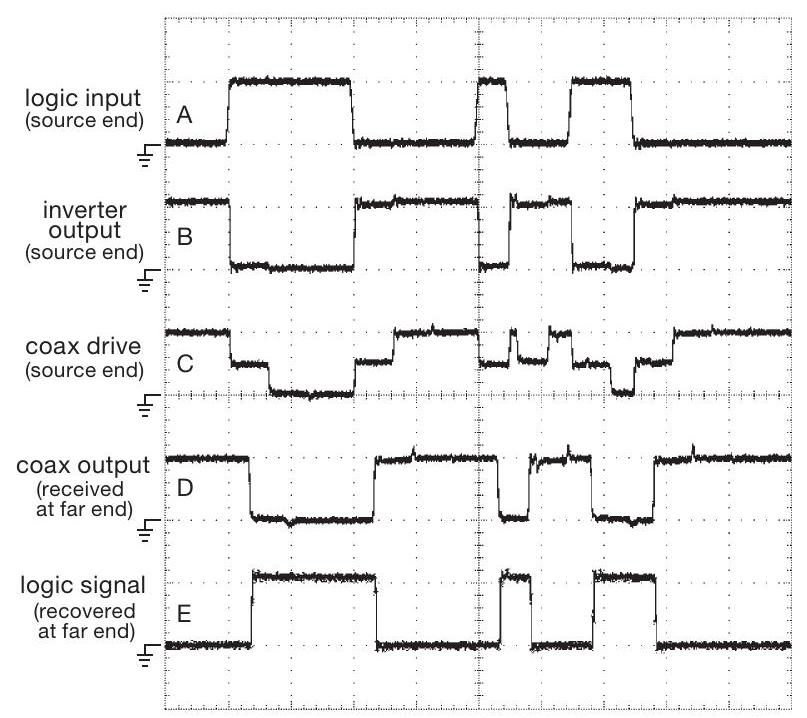 logic input
(source end)
A
inverter
output
(source end)
B
coax drive
(source end)
C
coax output
(received
at far end)
D
logic signal
(recovered
at far end)
E